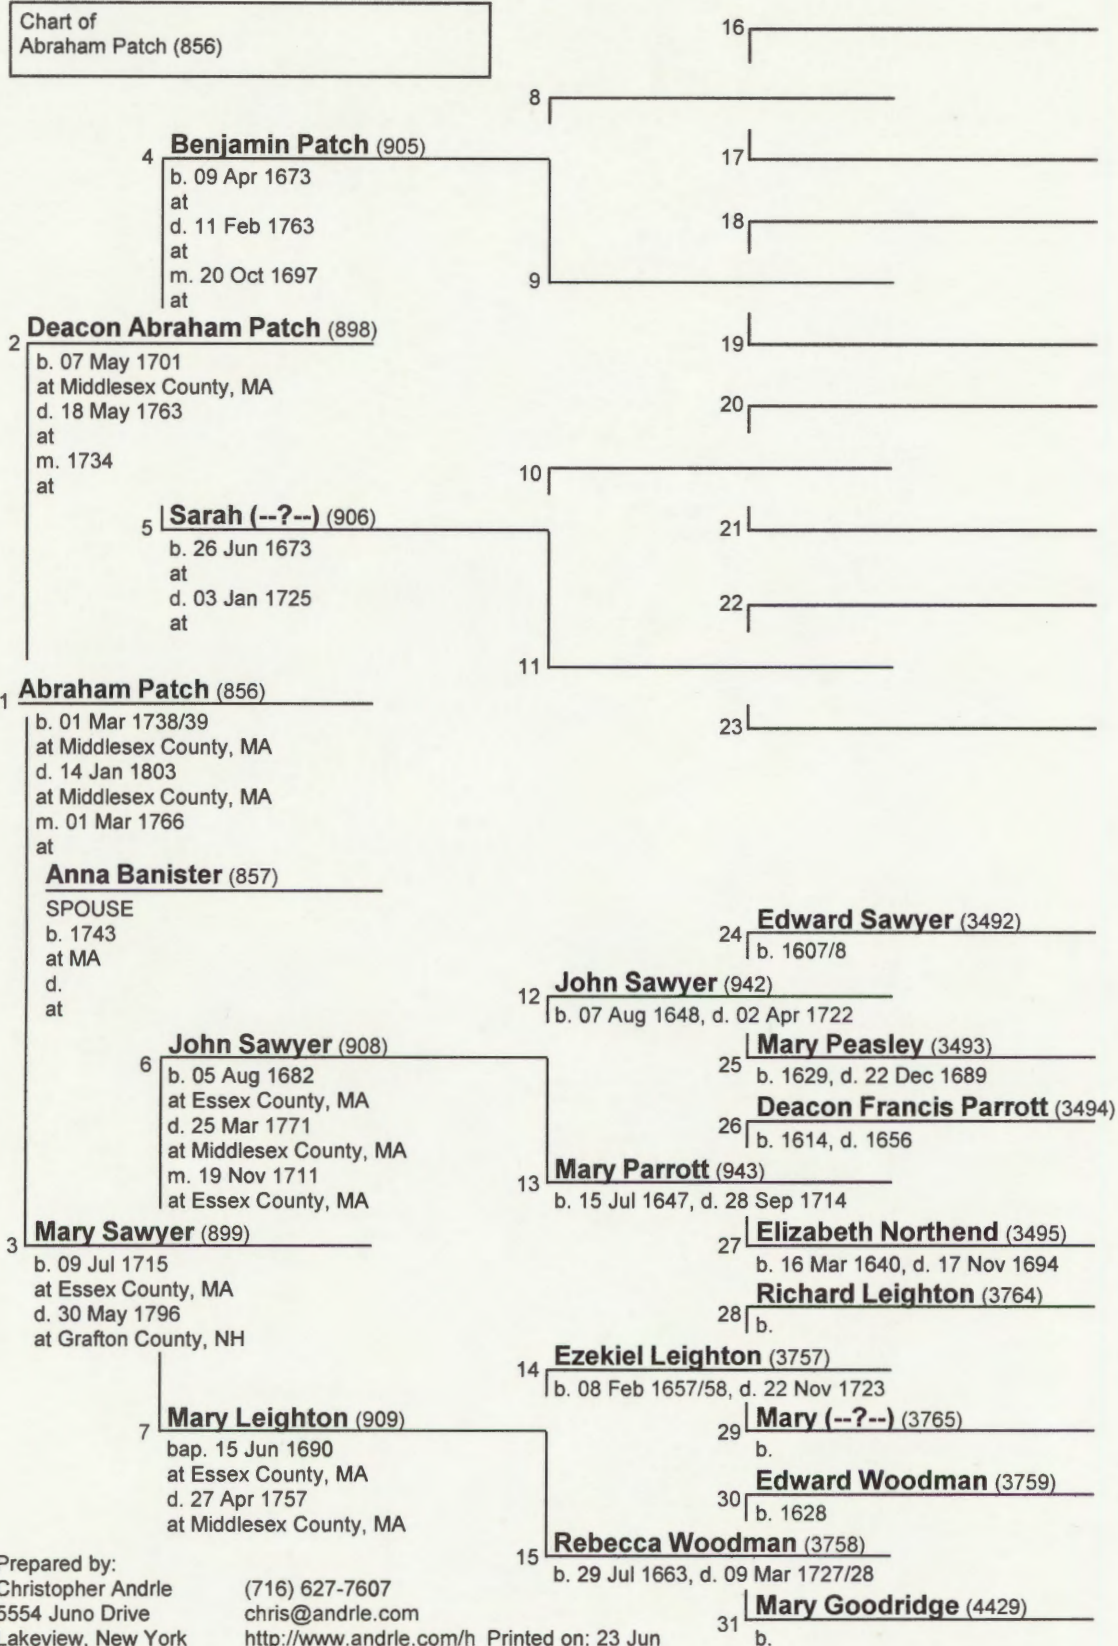 Chart of
Abraham Patch (856)
16
8
4 Benjamin Patch (905)
b. 09 Apr 1673
at
d. 11 Feb 1763
at
m. 20 Oct 1697
at
17
18
9
2 Deacon Abraham Patch (898)
b. 07 May 1701
at Middlesex County, MA
d. 18 May 1763
at
m. 1734
at
19
20
10
5 Sarah (--?--) (906)
b. 26 Jun 1673
at
d. 03 Jan 1725
at
21
22
11
1 Abraham Patch (856)
b. 01 Mar 1738/39
at Middlesex County, MA
d. 14 Jan 1803
at Middlesex County, MA
m. 01 Mar 1766
at
23
Anna Banister (857)
SPOUSE
b. 1743
at MA
d.
at
24 Edward Sawyer (3492)
b. 1607/8
12 John Sawyer (942)
b. 07 Aug 1648, d. 02 Apr 1722
6 John Sawyer (908)
b. 05 Aug 1682
at Essex County, MA
d. 25 Mar 1771
at Middlesex County, MA
m. 19 Nov 1711
at Essex County, MA
25 Mary Peasley (3493)
b. 1629, d. 22 Dec 1689
26 Deacon Francis Parrott (3494)
b. 1614, d. 1656
13 Mary Parrott (943)
b. 15 Jul 1647, d. 28 Sep 1714
3 Mary Sawyer (899)
b. 09 Jul 1715
at Essex County, MA
d. 30 May 1796
at Grafton County, NH
27 Elizabeth Northend (3495)
b. 16 Mar 1640, d. 17 Nov 1694
28 Richard Leighton (3764)
b.
14 Ezekiel Leighton (3757)
b. 08 Feb 1657/58, d. 22 Nov 1723
7 Mary Leighton (909)
bap. 15 Jun 1690
at Essex County, MA
d. 27 Apr 1757
at Middlesex County, MA
29 Mary (--?--) (3765)
b.
30 Edward Woodman (3759)
b. 1628
15 Rebecca Woodman (3758)
b. 29 Jul 1663, d. 09 Mar 1727/28
31 Mary Goodridge (4429)
b.
Prepared by:
Christopher Andrle (716) 627-7607
5554 Juno Drive chris@andrle.com
Lakeview, New York http://www.andrle.com/h Printed on: 23 Jun